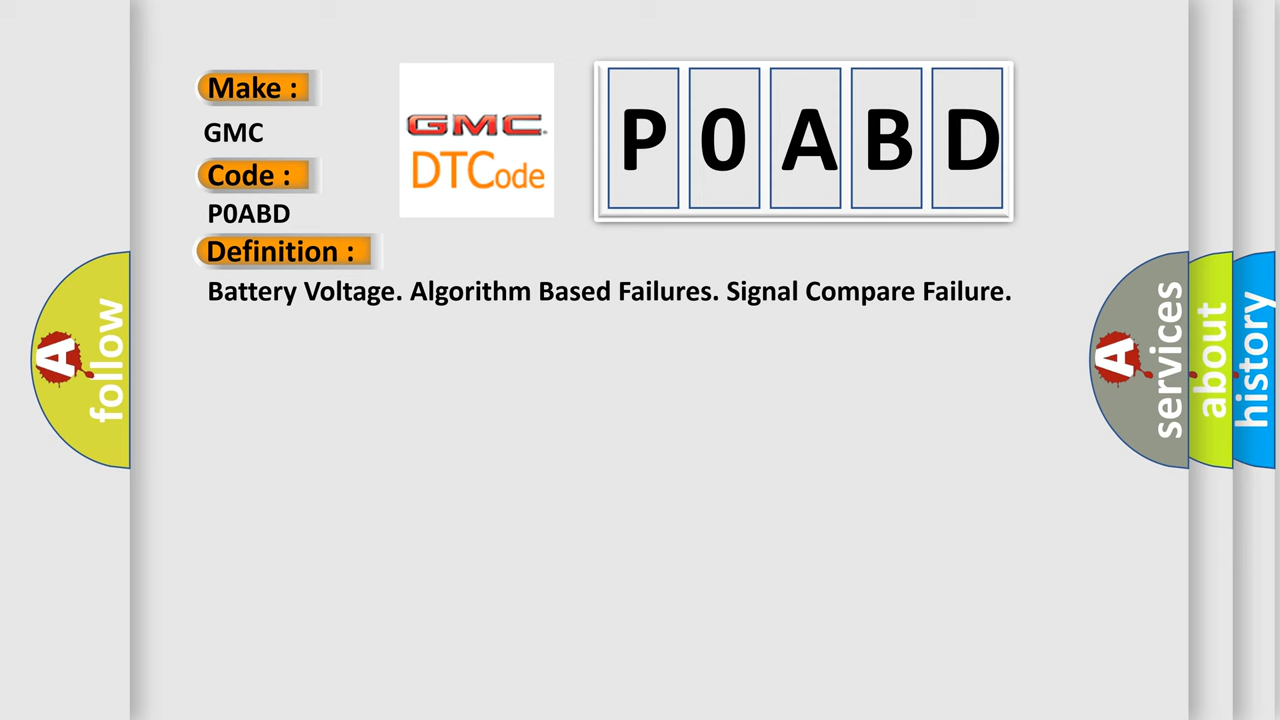 Make :
GMC
Code :
P0ABD
Definition :
Battery Voltage. Algorithm Based Failures. Signal Compare Failure.
GMC
DTCode
P0ABD
A
follow
A
services
about
history